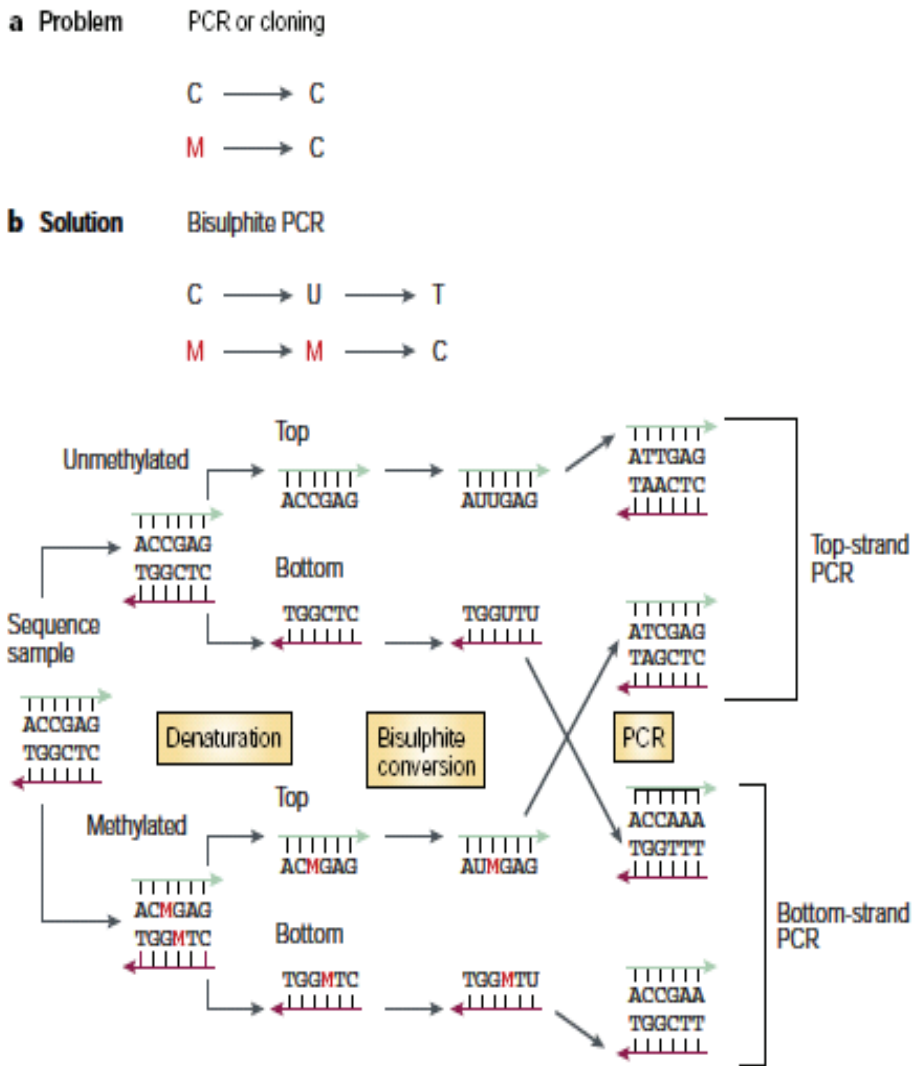 a Problem PCR or cloning
C C
M C
b Solution Bisulphite PCR
C U T
M M C
Unmethylated
Top
ACCGAG
AUUGAG
ATTGAG
TAACTC
ACCGAG
TGGCTC
Bottom
TGGCTC
TGGUTU
ATCGAG
TAGCTC
Top-strand
PCR
Sequence
sample
ACCGAG
TGGCTC
Denaturation
Bisulphite
conversion
PCR
Methylated
Top
ACMGAG
AUMGAG
ACCAAA
TGGTTT
ACMGAG
TGGMTC
Bottom
TGGMTC
TGGMTU
ACCGAA
TGGCTT
Bottom-strand
PCR